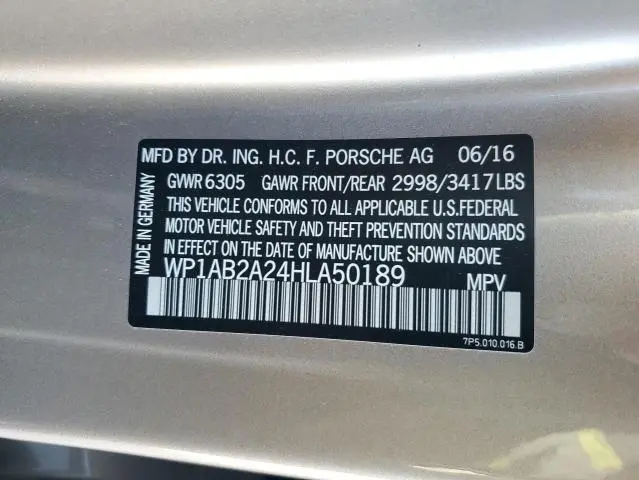 MFD BY DR. ING. H.C. F. PORSCHE AG 06/16
GVWR 6305 GAWR FRONT/REAR 2998/3417LBS
THIS VEHICLE CONFORMS TO ALL APPLICABLE U.S.FEDERAL
MOTOR VEHICLE SAFETY AND THEFT PREVENTION STANDARDS
IN EFFECT ON THE DATE OF MANUFACTURE SHOWN ABOVE
WP1AB2A24HLA50189 MPV
7P5.010.016.B
MADE IN GERMANY